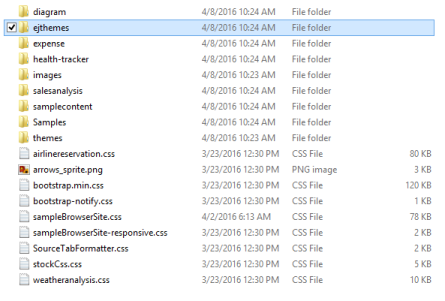 diagram 4/8/2016 10:24 AM File folder
ejthemes 4/8/2016 10:24 AM File folder
expense 4/8/2016 10:24 AM File folder
health-tracker 4/8/2016 10:24 AM File folder
images 4/8/2016 10:23 AM File folder
salesanalysis 4/8/2016 10:24 AM File folder
samplecontent 4/8/2016 10:24 AM File folder
Samples 4/8/2016 10:24 AM File folder
themes 4/8/2016 10:23 AM File folder
airlinereservation.css 3/23/2016 12:30 PM CSS File 80 KB
arrows_sprite.png 3/23/2016 12:30 PM PNG image 3 KB
bootstrap.min.css 3/23/2016 12:30 PM CSS File 120 KB
bootstrap-notify.css 3/23/2016 12:30 PM CSS File 1 KB
sampleBrowserSite.css 4/2/2016 6:13 AM CSS File 78 KB
sampleBrowserSite-responsive.css 3/23/2016 12:30 PM CSS File 2 KB
SourceTabFormatter.css 3/23/2016 12:30 PM CSS File 2 KB
stockCss.css 3/23/2016 12:30 PM CSS File 5 KB
weatheranalysis.css 3/23/2016 12:30 PM CSS File 10 KB